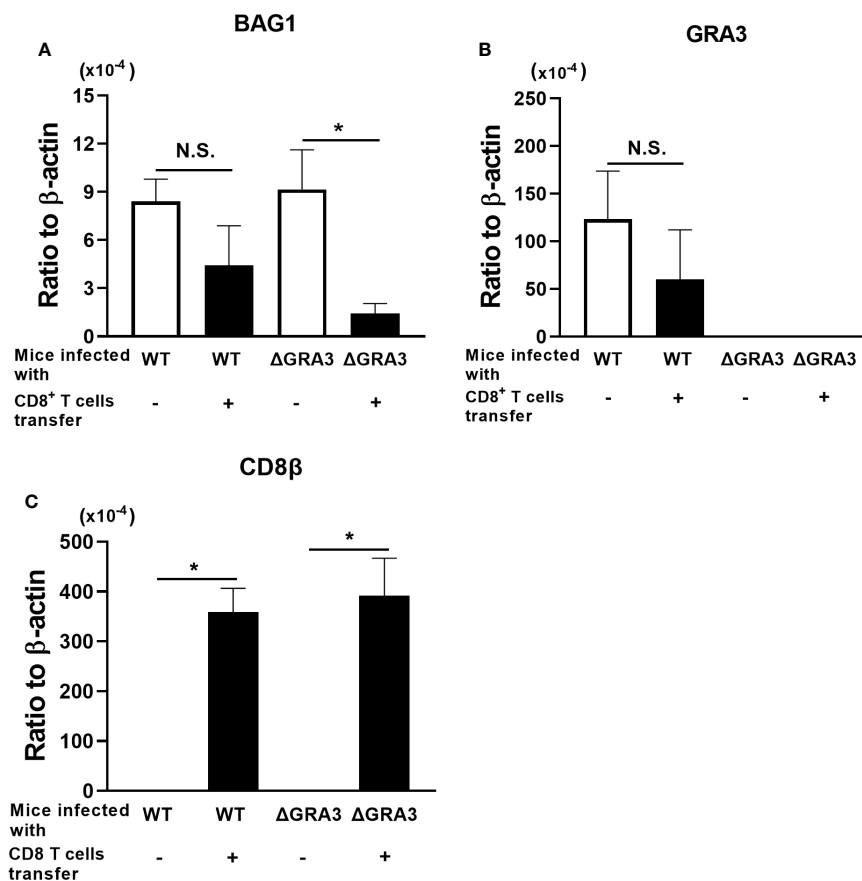 BAG1
A
(x10-4)
Ratio to β-actin
15
12
9
6
3
0
N.S.
*
Mice infected
with
WT WT ΔGRA3 ΔGRA3
CD8+ T cells
transfer
- + - +
GRA3
B
(x10-4)
Ratio to β-actin
250
200
150
100
50
0
N.S.
Mice infected
with
WT WT ΔGRA3 ΔGRA3
CD8+ T cells
transfer
- + - +
CD8β
C
(x10-4)
Ratio to β-actin
500
400
300
200
100
0
*
*
Mice infected
with
WT WT ΔGRA3 ΔGRA3
CD8 T cells
transfer
- + - +